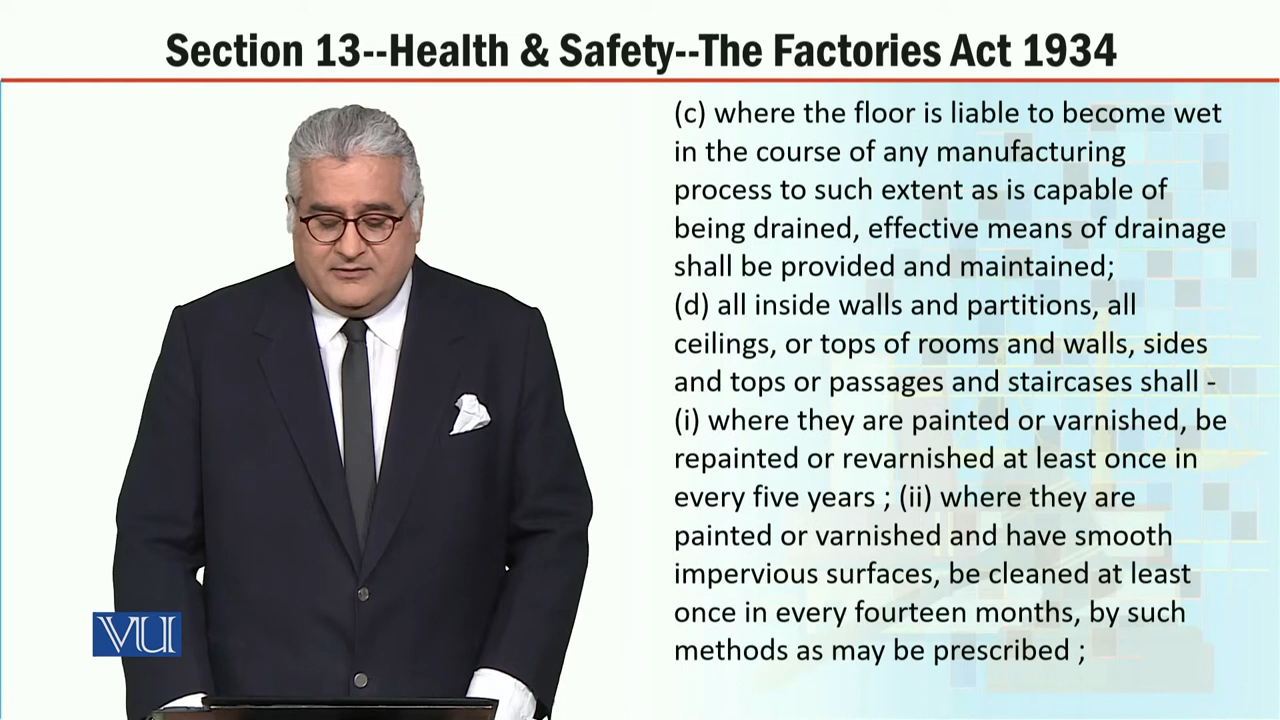 Section 13--Health & Safety--The Factories Act 1934
(c) where the floor is liable to become wet
in the course of any manufacturing
process to such extent as is capable of
being drained, effective means of drainage
shall be provided and maintained;
(d) all inside walls and partitions, all
ceilings, or tops of rooms and walls, sides
and tops or passages and staircases shall -
(i) where they are painted or varnished, be
repainted or revarnished at least once in
every five years ; (ii) where they are
painted or varnished and have smooth
impervious surfaces, be cleaned at least
once in every fourteen months, by such
methods as may be prescribed ;
VU